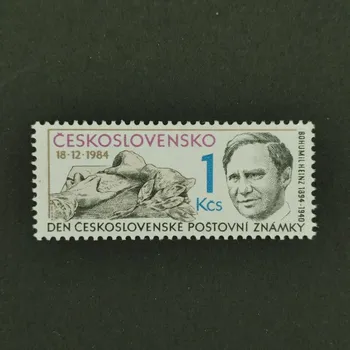 ČESKOSLOVENSKO
18-12-1984
1
Kčs
BOHUMIL HEINZ 1894-1940
DEN ČESKOSLOVENSKÉ POŠTOVNÍ ZNÁMKY